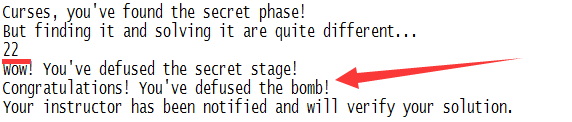 Curses, you've found the secret phase!
But finding it and solving it are quite different...
22
Wow! You've defused the secret stage!
Congratulations! You've defused the bomb!
Your instructor has been notified and will verify your solution.